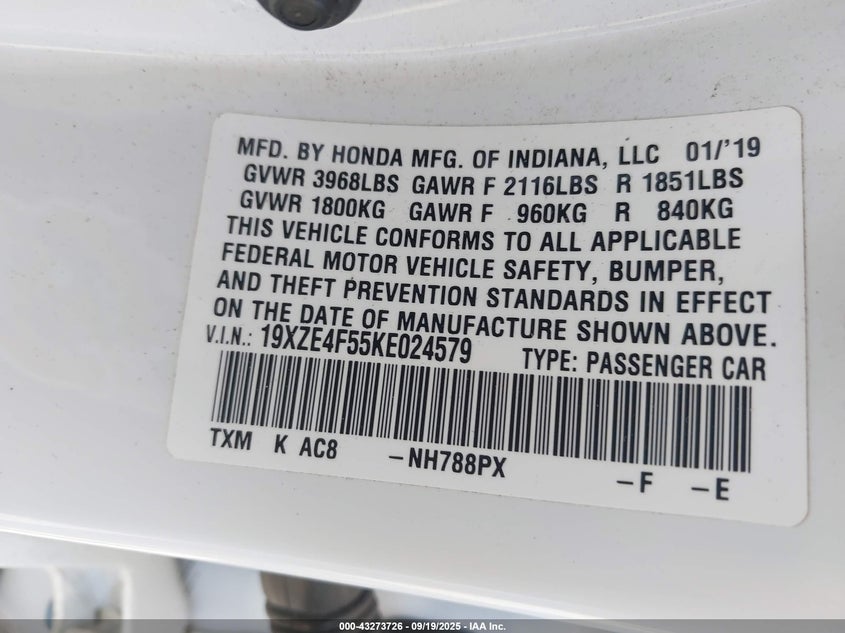 MFD. BY HONDA MFG. OF INDIANA, LLC 01/'19
GVWR 3968LBS GAWR F 2116LBS R 1851LBS
GVWR 1800KG GAWR F 960KG R 840KG
THIS VEHICLE CONFORMS TO ALL APPLICABLE
FEDERAL MOTOR VEHICLE SAFETY, BUMPER,
AND THEFT PREVENTION STANDARDS IN EFFECT
ON THE DATE OF MANUFACTURE SHOWN ABOVE.
V.I.N.: 19XZE4F55KE024579 TYPE: PASSENGER CAR
TXM K AC8 –NH788PX –F –E
000-43273726 - 09/19/2025 - IAA Inc.